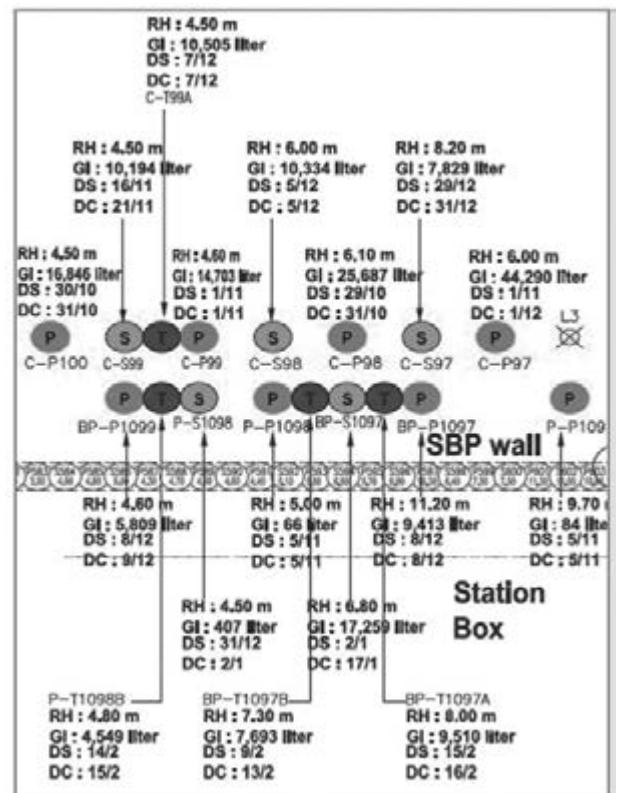 RH : 4.50 m
GI : 10,505 liter
DS : 7/12
DC : 7/12
C-T99A
RH : 4.50 m
GI : 10,194 liter
DS : 16/11
DC : 21/11
RH : 6.00 m
GI : 10,334 liter
DS : 5/12
DC : 5/12
RH : 8.20 m
GI : 7,829 liter
DS : 29/12
DC : 31/12
RH : 4.50 m
GI : 16,846 liter
DS : 30/10
DC : 31/10
RH : 4.60 m
GI : 14,703 liter
DS : 1/11
DC : 1/11
RH : 6.10 m
GI : 25,687 liter
DS : 29/10
DC : 31/10
RH : 6.00 m
GI : 44,290 liter
DS : 1/11
DC : 1/12
L3
P S T P S P S P
C-P100 C-S99 C-P99 C-S98 C-P98 C-S97 C-P97
P T S P T S T P P
BP-P1099 P-S1098 P-P1098 BP-S1097 BP-P1097 P-P109
SBP wall
RH : 4.60 m
GI : 5,809 liter
DS : 8/12
DC : 9/12
RH : 5.00 m
GI : 66 liter
DS : 5/11
DC : 5/11
RH : 11.20 m
GI : 9,413 liter
DS : 8/12
DC : 8/12
RH : 9.70
GI : 84 lite
DS : 5/11
DC : 5/11
Station
Box
RH : 4.50 m
GI : 407 liter
DS : 31/12
DC : 2/1
RH : 6.80 m
GI : 17,259 liter
DS : 2/1
DC : 17/1
P-T1098B
RH : 4.80 m
GI : 4,549 liter
DS : 14/2
DC : 15/2
BP-T1097B
RH : 7.30 m
GI : 7,693 liter
DS : 9/2
DC : 13/2
BP-T1097A
RH : 8.00 m
GI : 9,510 liter
DS : 15/2
DC : 16/2